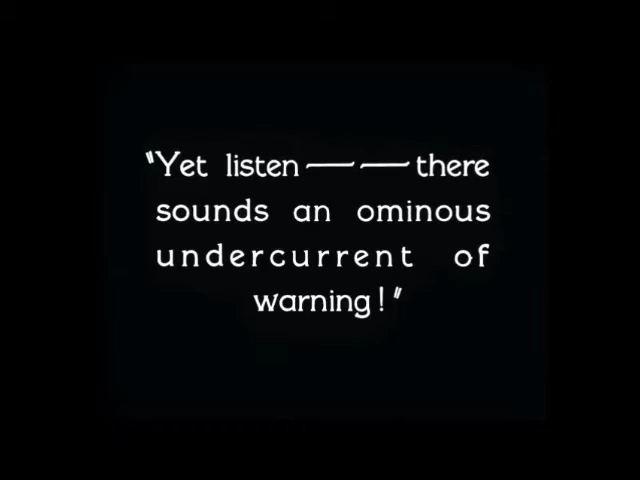 "Yet listen— —there
sounds an ominous
undercurrent of
warning!"